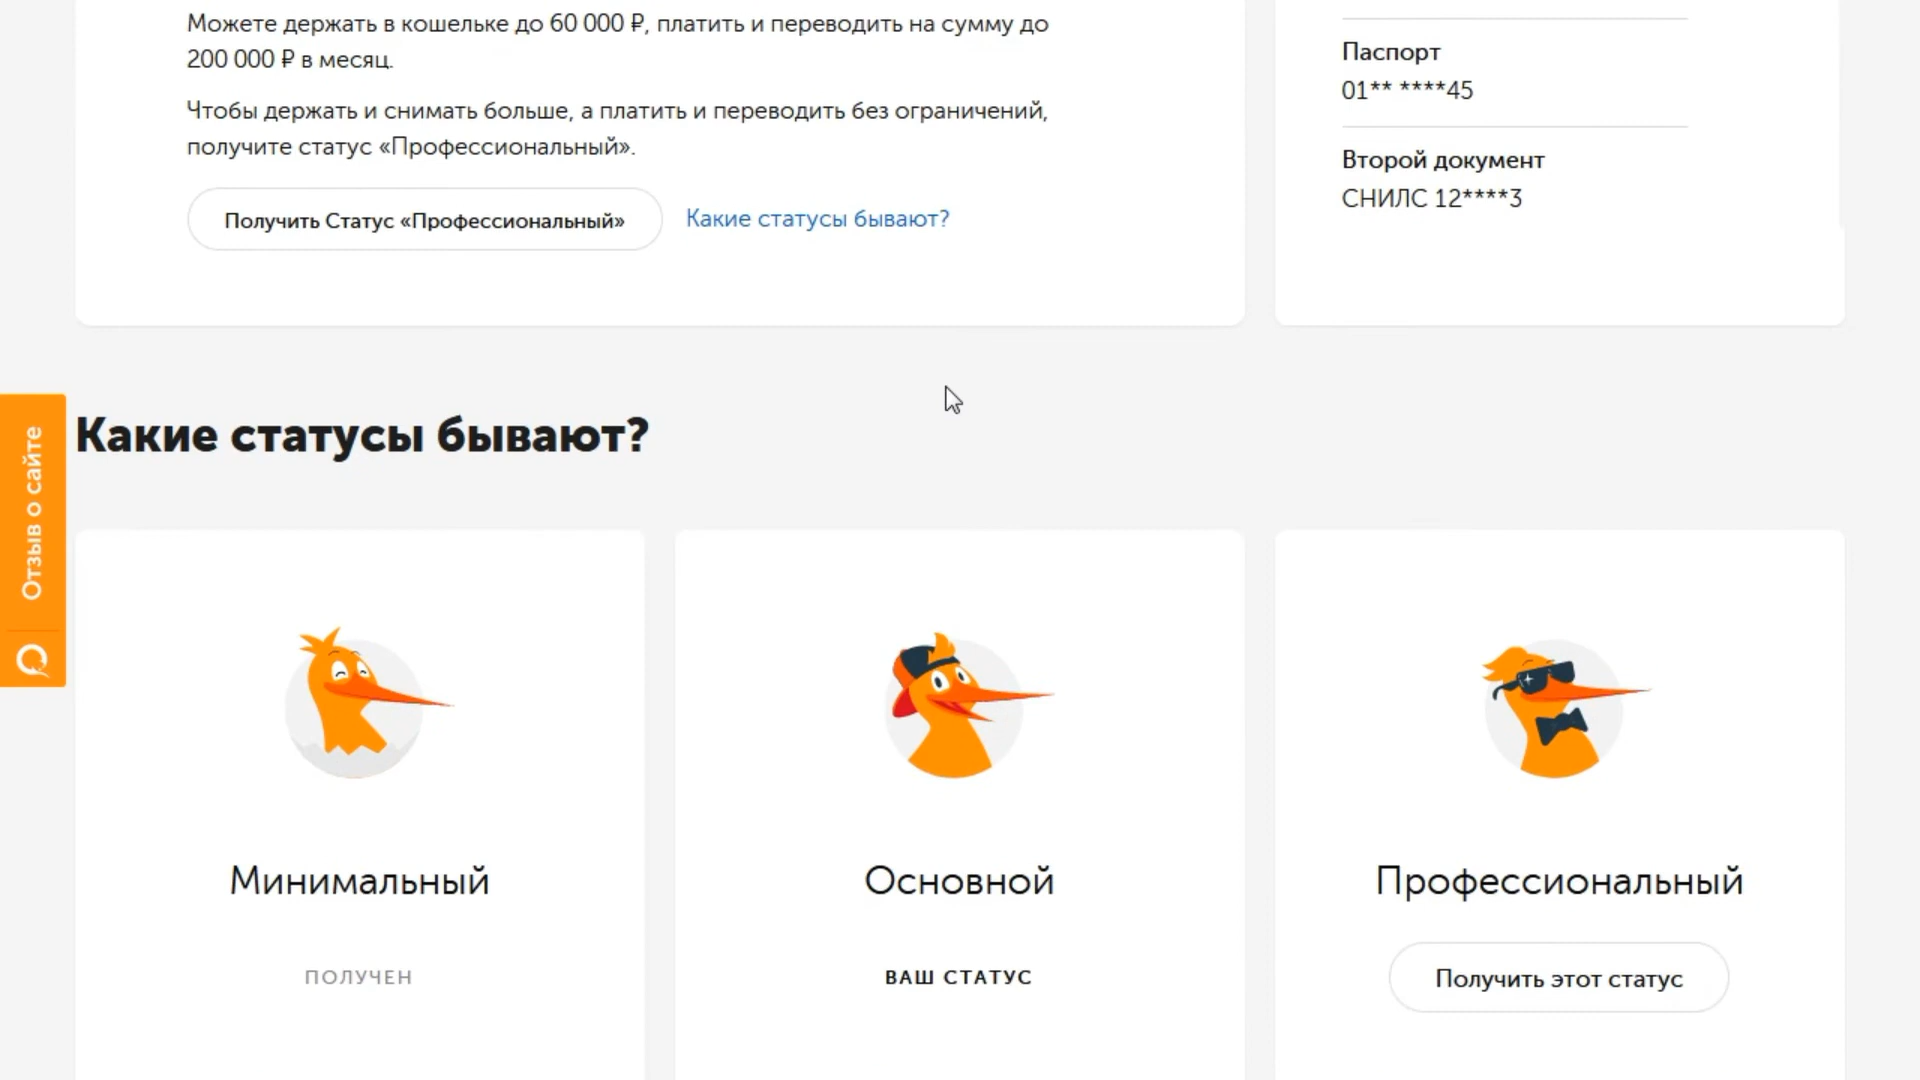 Можете держать в кошельке до 60 000 ₽, платить и переводить на сумму до
200 000 ₽ в месяц.
Чтобы держать и снимать больше, а платить и переводить без ограничений,
получите статус «Профессиональный».
Получить Статус «Профессиональный»
Какие статусы бывают?
Паспорт
01** ****45
Второй документ
СНИЛС 12****3
Отзыв о сайте
Какие статусы бывают?
Минимальный
ПОЛУЧЕН
Основной
ВАШ СТАТУС
Профессиональный
Получить этот статус